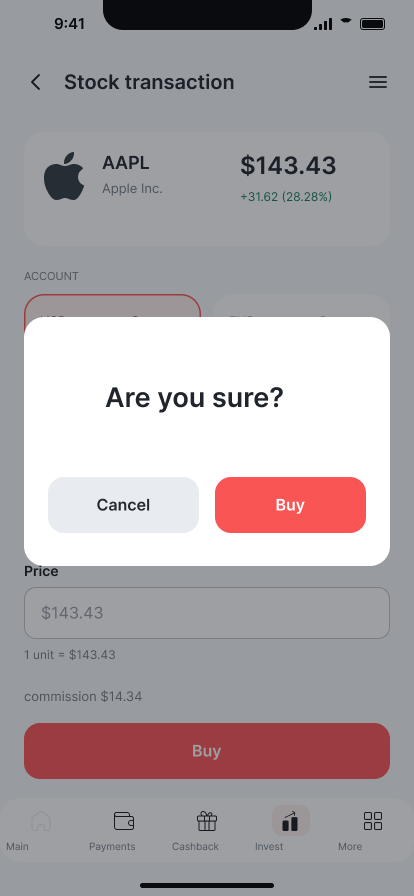 9:41
Stock transaction
AAPL
$143.43
Apple Inc.
+31.62 (28.28%)
ACCOUNT
Are you sure?
Cancel
Buy
Price
$143.43
1 unit = $143.43
commission $14.34
Buy
Main
Payments
Cashback
Invest
More